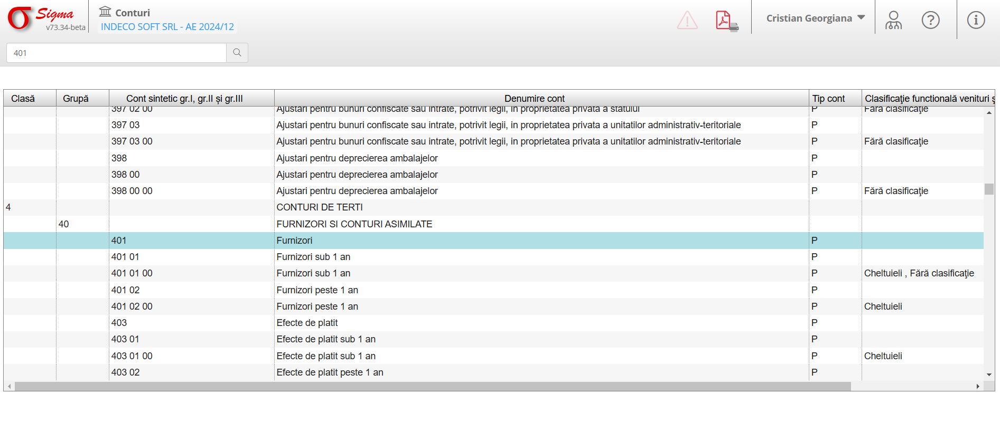 σ Sigma
v73.34-beta
Conturi
INDECO SOFT SRL - AE 2024/12
Cristian Georgiana
401
Clasă Grupă Cont sintetic gr.I, gr.II și gr.III Denumire cont Tip cont Clasificaţie functională venituri ş
397 02 00 Ajustari pentru bunuri confiscate sau intrate, potrivit legii, in proprietatea privata a statului P Fără clasificaţie
397 03 Ajustari pentru bunuri confiscate sau intrate, potrivit legii, in proprietatea privata a unitatilor administrativ-teritoriale P
397 03 00 Ajustari pentru bunuri confiscate sau intrate, potrivit legii, in proprietatea privata a unitatilor administrativ-teritoriale P Fără clasificaţie
398 Ajustari pentru deprecierea ambalajelor P
398 00 Ajustari pentru deprecierea ambalajelor P
398 00 00 Ajustari pentru deprecierea ambalajelor P Fără clasificaţie
4 CONTURI DE TERTI
40 FURNIZORI SI CONTURI ASIMILATE
401 Furnizori P
401 01 Furnizori sub 1 an P
401 01 00 Furnizori sub 1 an P Cheltuieli , Fără clasificaţie
401 02 Furnizori peste 1 an P
401 02 00 Furnizori peste 1 an P Cheltuieli
403 Efecte de platit P
403 01 Efecte de platit sub 1 an P
403 01 00 Efecte de platit sub 1 an P Cheltuieli
403 02 Efecte de platit peste 1 an P